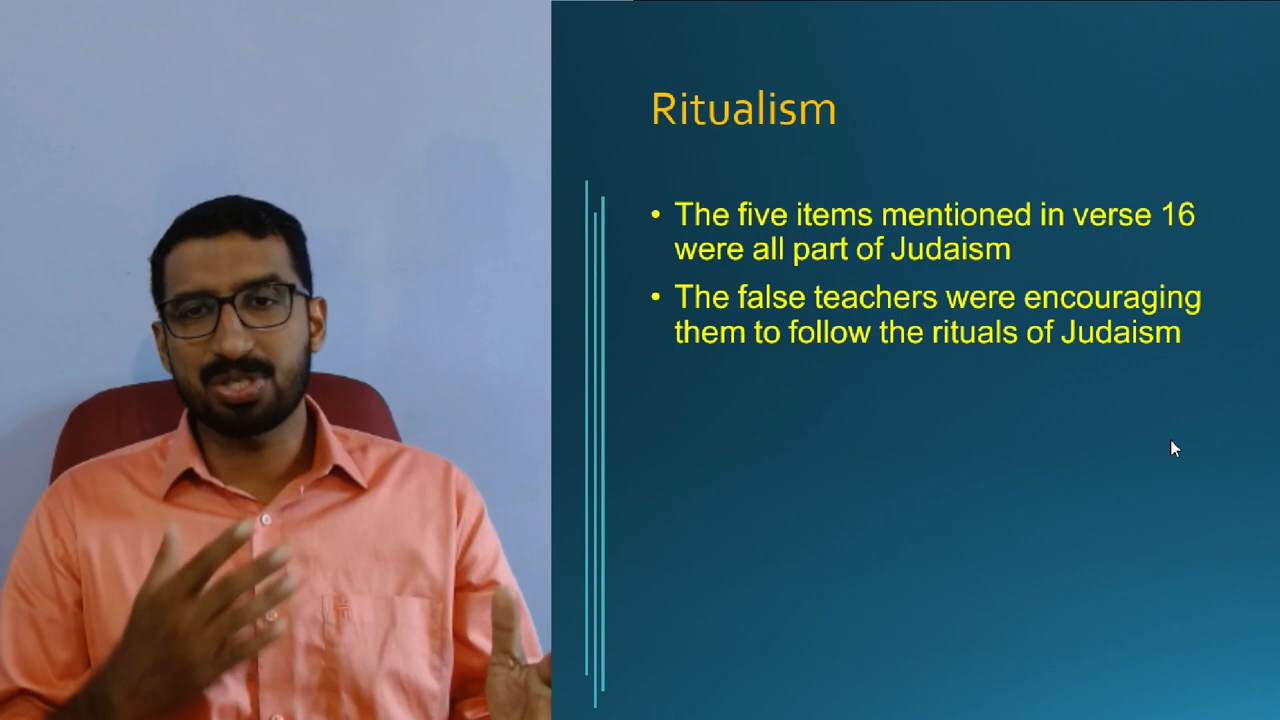 Ritualism
• The five items mentioned in verse 16
were all part of Judaism
• The false teachers were encouraging
them to follow the rituals of Judaism